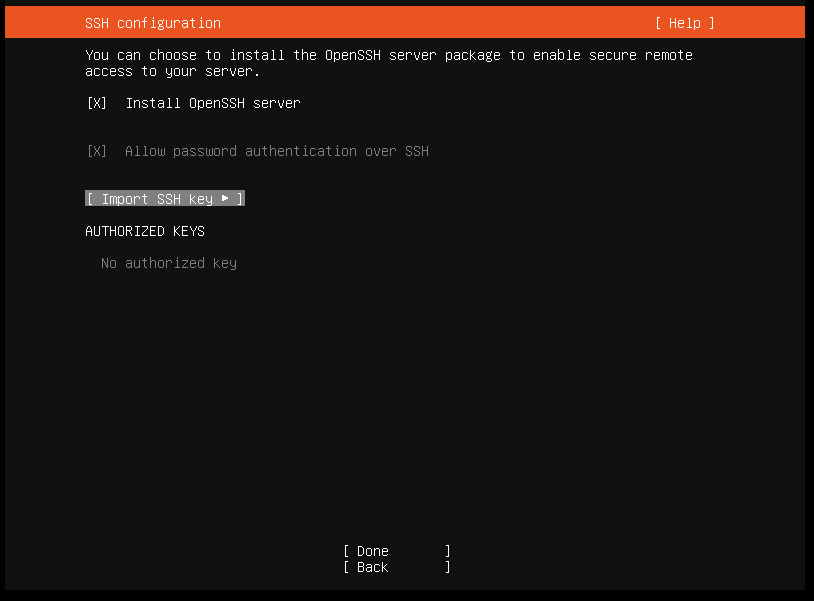 SSH configuration [ Help ]
You can choose to install the OpenSSH server package to enable secure remote
access to your server.
[X] Install OpenSSH server
[X] Allow password authentication over SSH
[ Import SSH key ► ]
AUTHORIZED KEYS
No authorized key
[ Done ]
[ Back ]